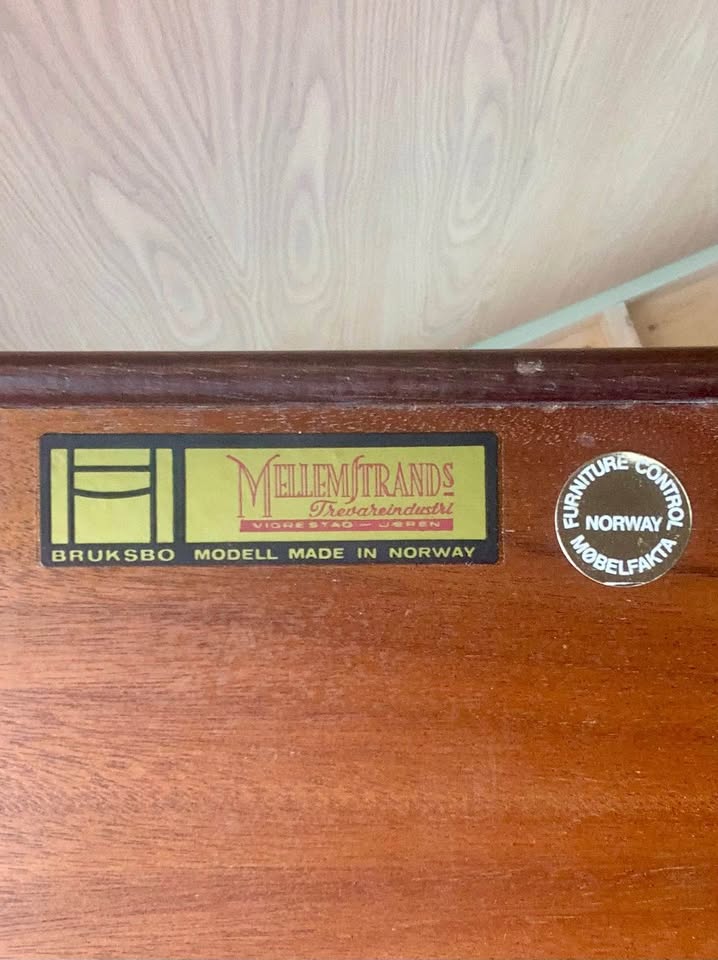 MELLEMSTRANDS
Trevareindustri
VIGRESTAD — JÆREN
BRUKSBO MODELL MADE IN NORWAY
FURNITURE CONTROL
NORWAY
MØBELFAKTA